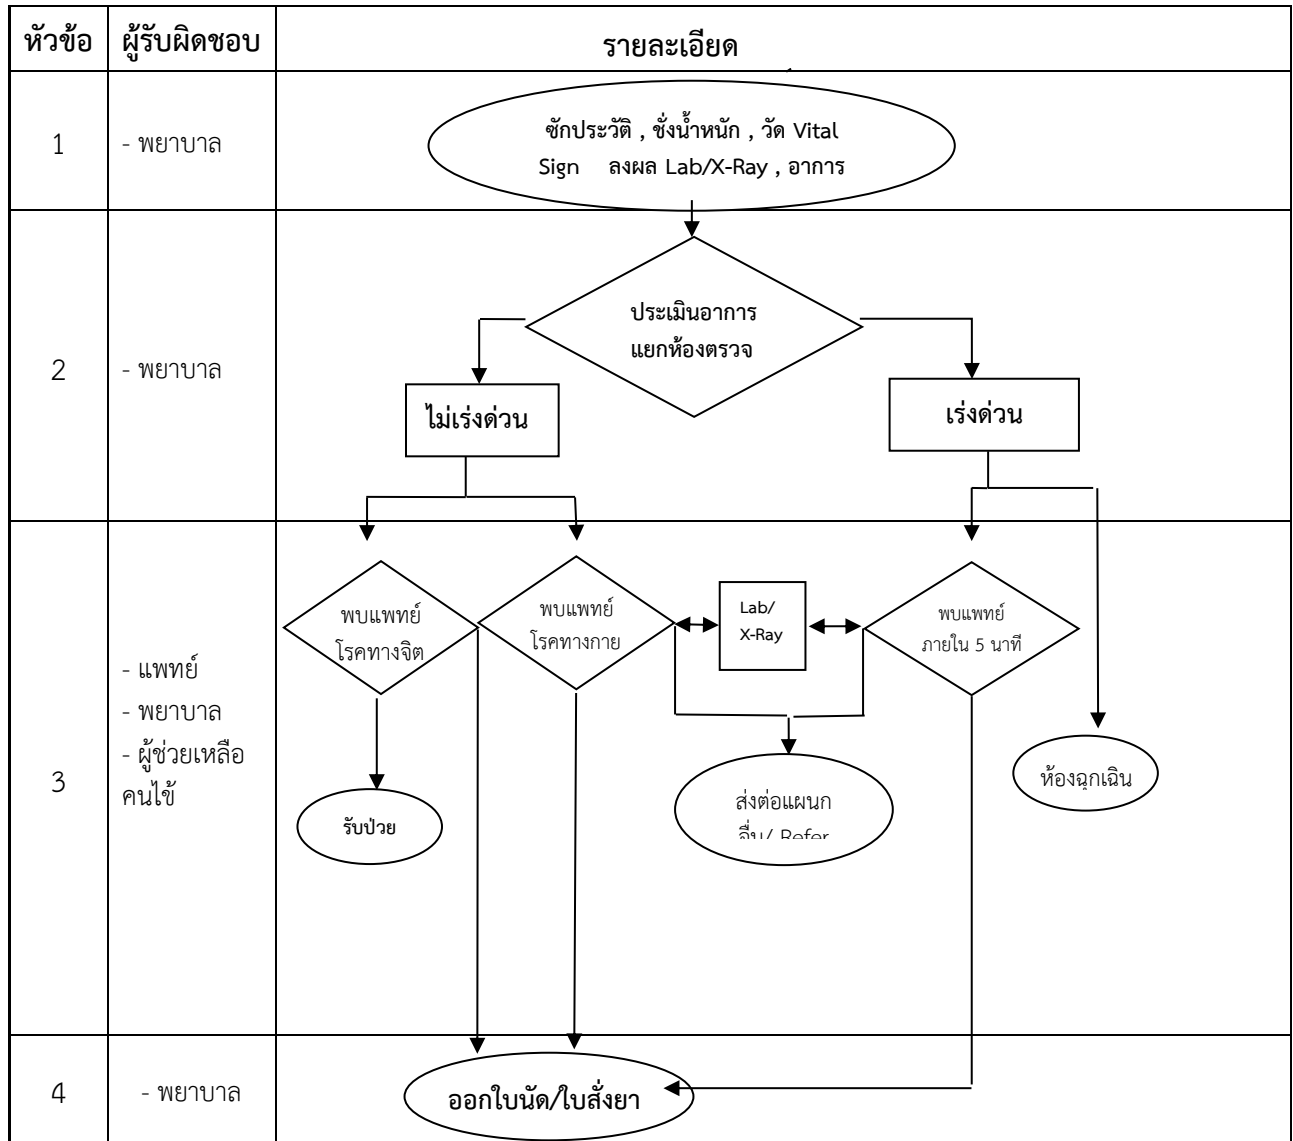 หัวข้อ ผู้รับผิดชอบ รายละเอียด
1
- พยาบาล
ซักประวัติ , ชั่งน้ำหนัก , วัด Vital
Sign ลงผล Lab/X-Ray , อาการ
2
- พยาบาล
ประเมินอาการ
แยกห้องตรวจ
ไม่เร่งด่วน
เร่งด่วน
3
- แพทย์
- พยาบาล
- ผู้ช่วยเหลือ
คนไข้
พบแพทย์
โรคทางจิต
พบแพทย์
โรคทางกาย
Lab/
X-Ray
พบแพทย์
ภายใน 5 นาที
รับป่วย
ส่งต่อแผนก
อื่น/ Refer
ห้องฉุกเฉิน
4
- พยาบาล
ออกใบนัด/ใบสั่งยา